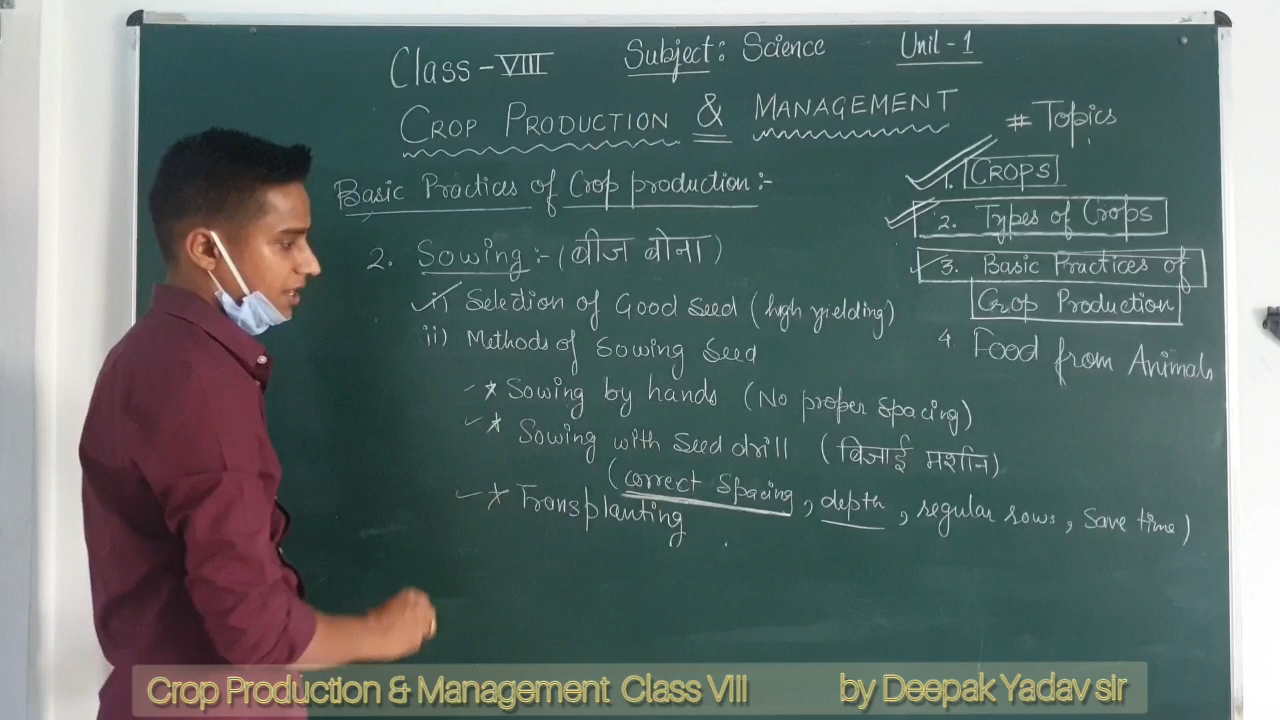 Class - VIII Subject: Science Unit - 1
CROP PRODUCTION & MANAGEMENT
# Topics
1. CROPS
2. Types of Crops
3. Basic Practices of
Crop Production
4. Food from Animals
Basic Practices of Crop production :-
2. Sowing :- (बीज बोना)
i) Selection of Good seed (high yielding)
ii) Methods of sowing seed
* Sowing by hands (No proper spacing)
* Sowing with seed drill (बिजाई मशीन)
(correct spacing, depth, regular rows, save time)
* Transplanting
Crop Production & Management Class VIII by Deepak Yadav sir